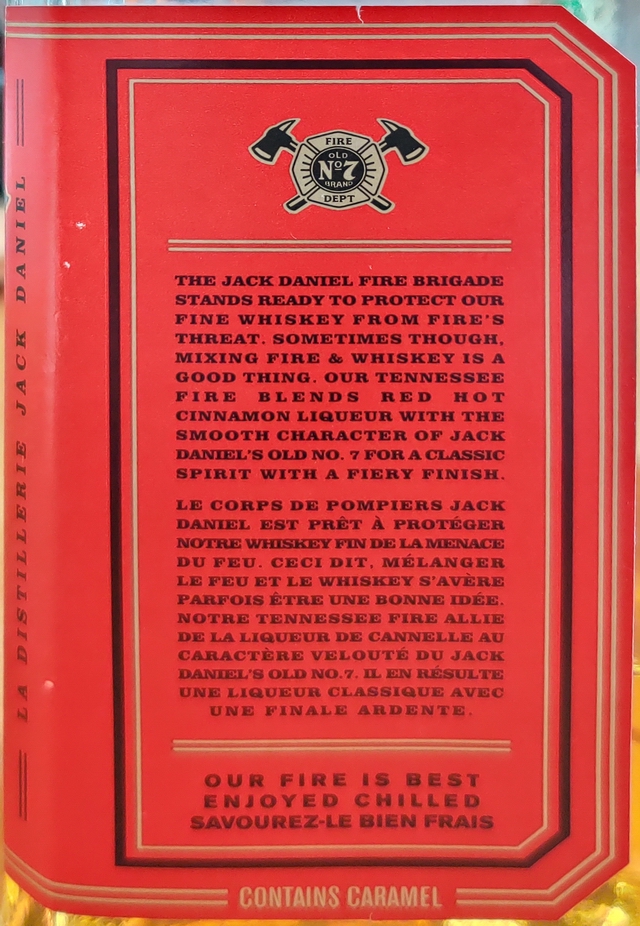 FIRE
OLD
Nº7
BRAND
DEPT
THE JACK DANIEL FIRE BRIGADE
STANDS READY TO PROTECT OUR
FINE WHISKEY FROM FIRE'S
THREAT. SOMETIMES THOUGH,
MIXING FIRE & WHISKEY IS A
GOOD THING. OUR TENNESSEE
FIRE BLENDS RED HOT
CINNAMON LIQUEUR WITH THE
SMOOTH CHARACTER OF JACK
DANIEL'S OLD NO. 7 FOR A CLASSIC
SPIRIT WITH A FIERY FINISH.
LE CORPS DE POMPIERS JACK
DANIEL EST PRÊT À PROTÉGER
NOTRE WHISKEY FIN DE LA MENACE
DU FEU. CECI DIT, MÉLANGER
LE FEU ET LE WHISKEY S'AVÈRE
PARFOIS ÊTRE UNE BONNE IDÉE.
NOTRE TENNESSEE FIRE ALLIE
DE LA LIQUEUR DE CANNELLE AU
CARACTÈRE VELOUTÉ DU JACK
DANIEL'S OLD NO.7. IL EN RÉSULTE
UNE LIQUEUR CLASSIQUE AVEC
UNE FINALE ARDENTE.
OUR FIRE IS BEST
ENJOYED CHILLED
SAVOUREZ-LE BIEN FRAIS
CONTAINS CARAMEL
LA DISTILLERIE JACK DANIEL